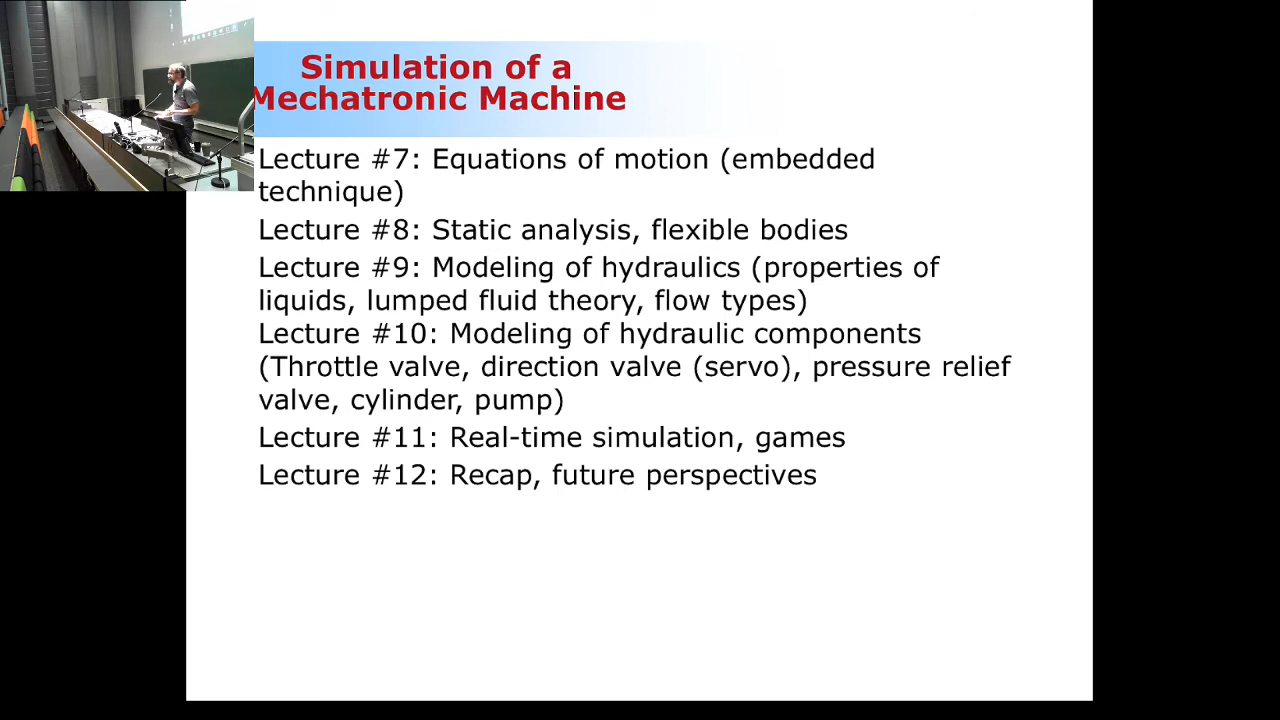 Simulation of a
Mechatronic Machine
Lecture #7: Equations of motion (embedded
technique)
Lecture #8: Static analysis, flexible bodies
Lecture #9: Modeling of hydraulics (properties of
liquids, lumped fluid theory, flow types)
Lecture #10: Modeling of hydraulic components
(Throttle valve, direction valve (servo), pressure relief
valve, cylinder, pump)
Lecture #11: Real-time simulation, games
Lecture #12: Recap, future perspectives